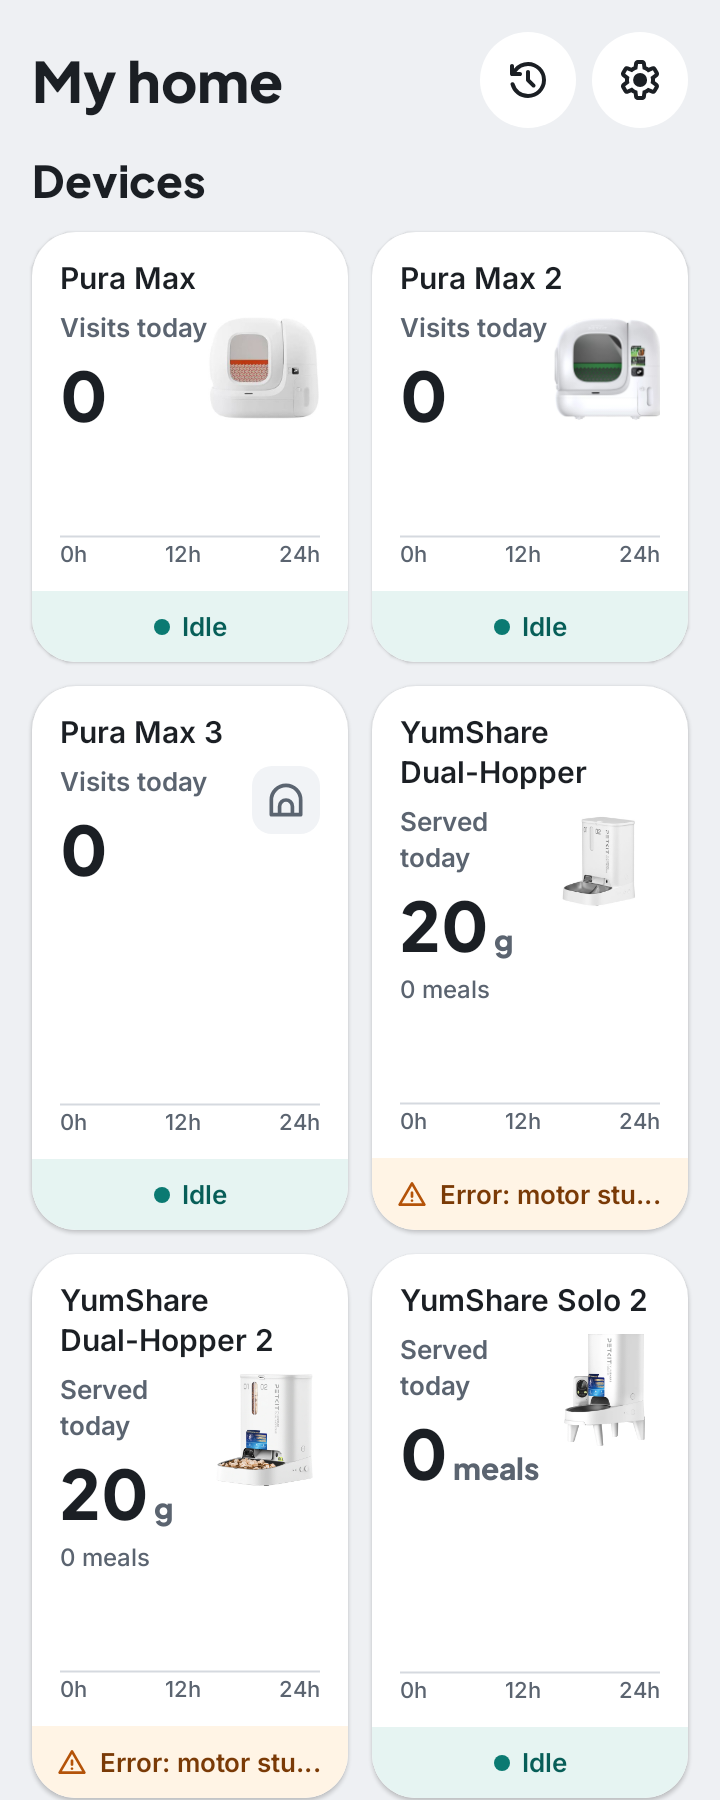 My home
Devices
Pura Max
Visits today
0
0h 12h 24h
Idle
Pura Max 2
Visits today
0
0h 12h 24h
Idle
Pura Max 3
Visits today
0
0h 12h 24h
Idle
YumShare
Dual-Hopper
Served
today
20 g
0 meals
0h 12h 24h
Error: motor stu...
YumShare
Dual-Hopper 2
Served
today
20 g
0 meals
0h 12h 24h
Error: motor stu...
YumShare Solo 2
Served
today
0 meals
0h 12h 24h
Idle